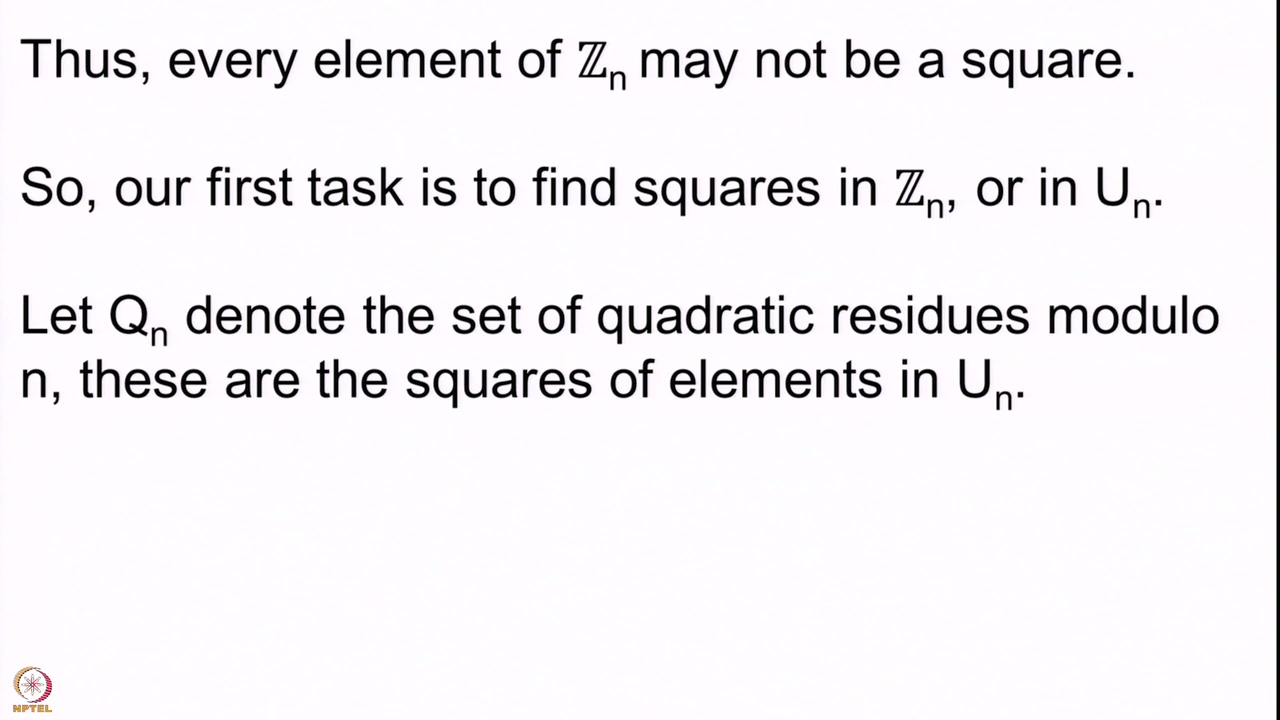 Thus, every element of ℤₙ may not be a square.
So, our first task is to find squares in ℤₙ, or in Uₙ.
Let Qₙ denote the set of quadratic residues modulo
n, these are the squares of elements in Uₙ.
NPTEL